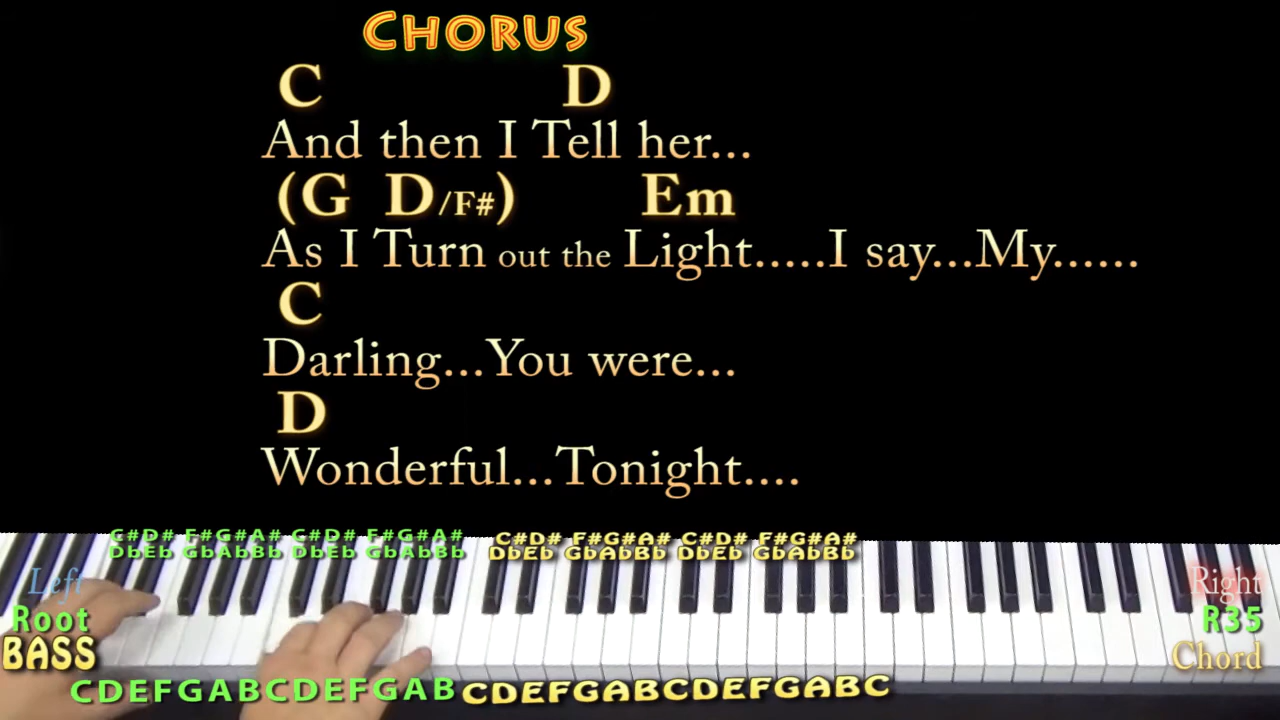 CHORUS
C D
And then I Tell her...
(G D/F#) Em
As I Turn out the Light.....I say...My......
C
Darling...You were...
D
Wonderful...Tonight....
C#D# F#G#A# C#D# F#G#A# C#D# F#G#A# C#D# F#G#A#
DbEb GbAbBb DbEb GbAbBb DbEb GbAbBb DbEb GbAbBb
Left Right
Root R35
BASS Chord
CDEFGABCDEFGAB CDEFGABCDEFGABC